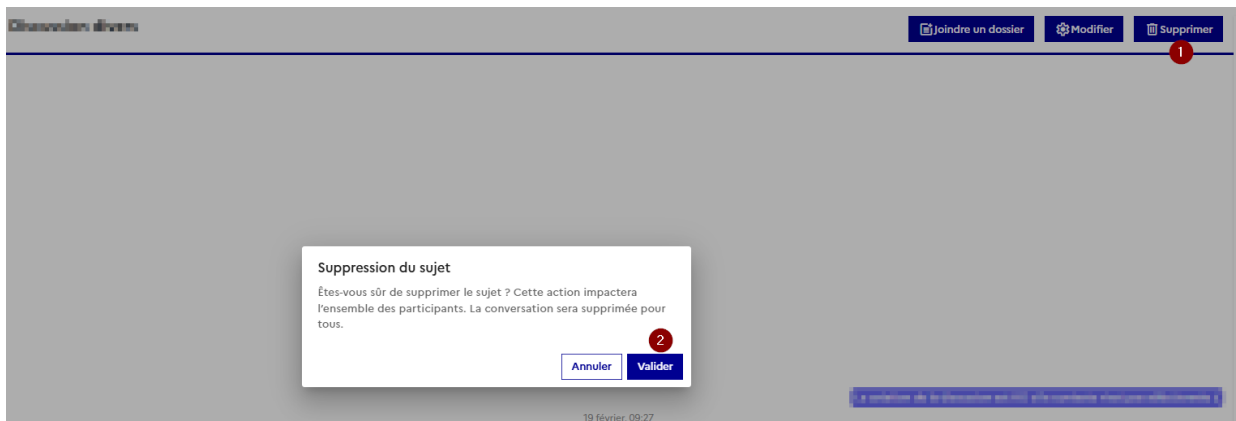 Joindre un dossier
Modifier
Supprimer
1
Suppression du sujet
Êtes-vous sûr de supprimer le sujet ? Cette action impactera
l'ensemble des participants. La conversation sera supprimée pour
tous.
2
Annuler
Valider
19 février, 09:27